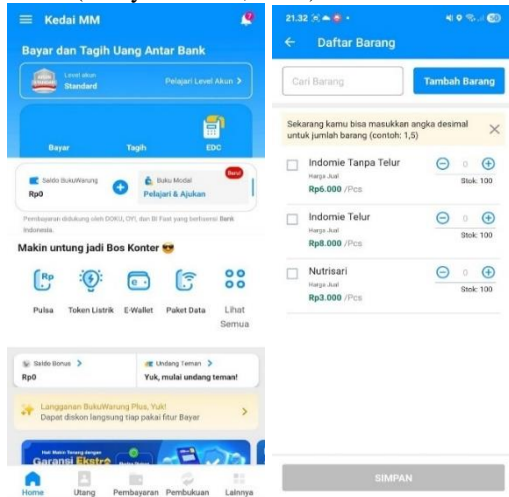 Kedai MM
Bayar dan Tagih Uang Antar Bank
Level akun
Standard
Pelajari Level Akun >
Bayar
Tagih
EDC
Saldo BukuWarung
Rp0
Buku Modal
Pelajari & Ajukan
Baru!
Pembayaran didukung oleh DOKU, OY!, dan BI Fast yang berlisensi Bank
Indonesia.
Makin untung jadi Bos Konter
Pulsa
Token Listrik
E-Wallet
Paket Data
Lihat
Semua
Saldo Bonus >
Rp0
Undang Teman >
Yuk, mulai undang teman!
Langganan BukuWarung Plus, Yuk!
Dapat diskon langsung tiap pakai fitur Bayar
Garansi Ekstra
Home
Utang
Pembayaran
Pembukuan
Lainnya
21.32
Daftar Barang
Cari Barang
Tambah Barang
Sekarang kamu bisa masukkan angka desimal
untuk jumlah barang (contoh: 1,5)
Indomie Tanpa Telur
Harga Jual
Rp6.000 /Pcs
0
Stok: 100
Indomie Telur
Harga Jual
Rp8.000 /Pcs
0
Stok: 100
Nutrisari
Harga Jual
Rp3.000 /Pcs
0
Stok: 100
SIMPAN